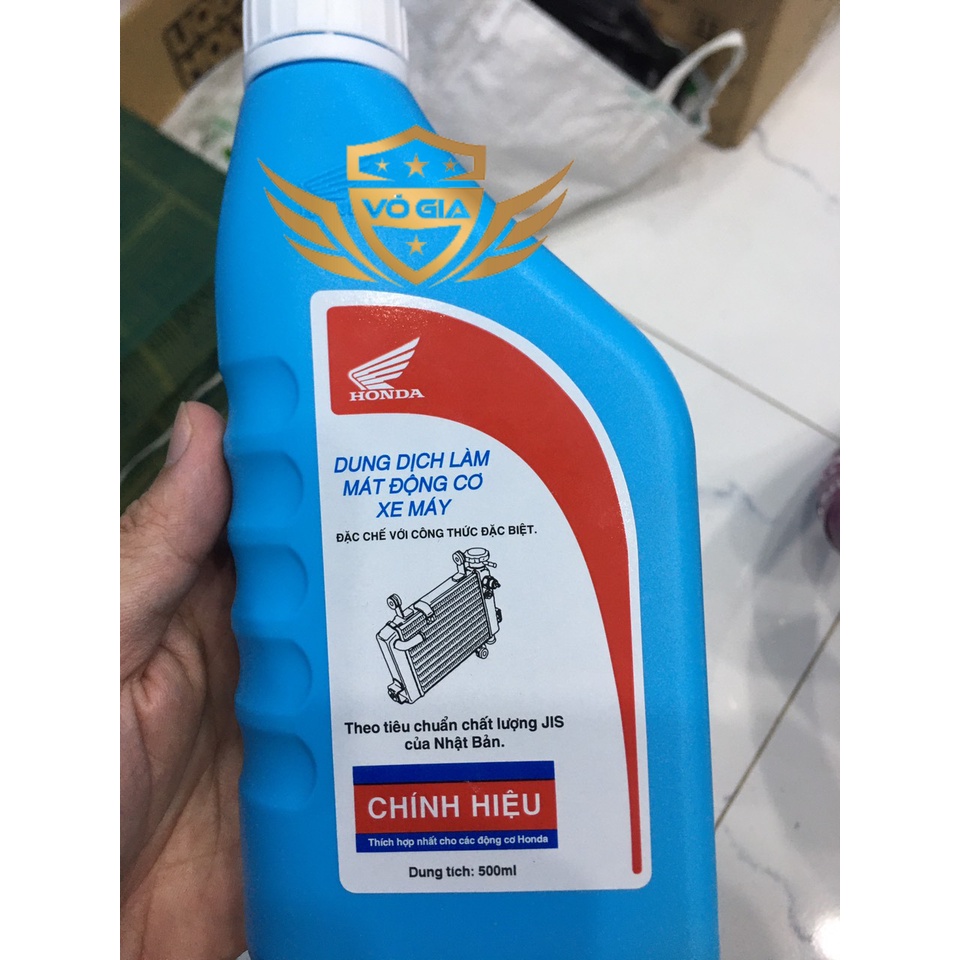 VÕ GIA
HONDA
DUNG DỊCH LÀM
MÁT ĐỘNG CƠ
XE MÁY
ĐẶC CHẾ VỚI CÔNG THỨC ĐẶC BIỆT.
Theo tiêu chuẩn chất lượng JIS
của Nhật Bản.
CHÍNH HIỆU
Thích hợp nhất cho các động cơ Honda
Dung tích: 500ml